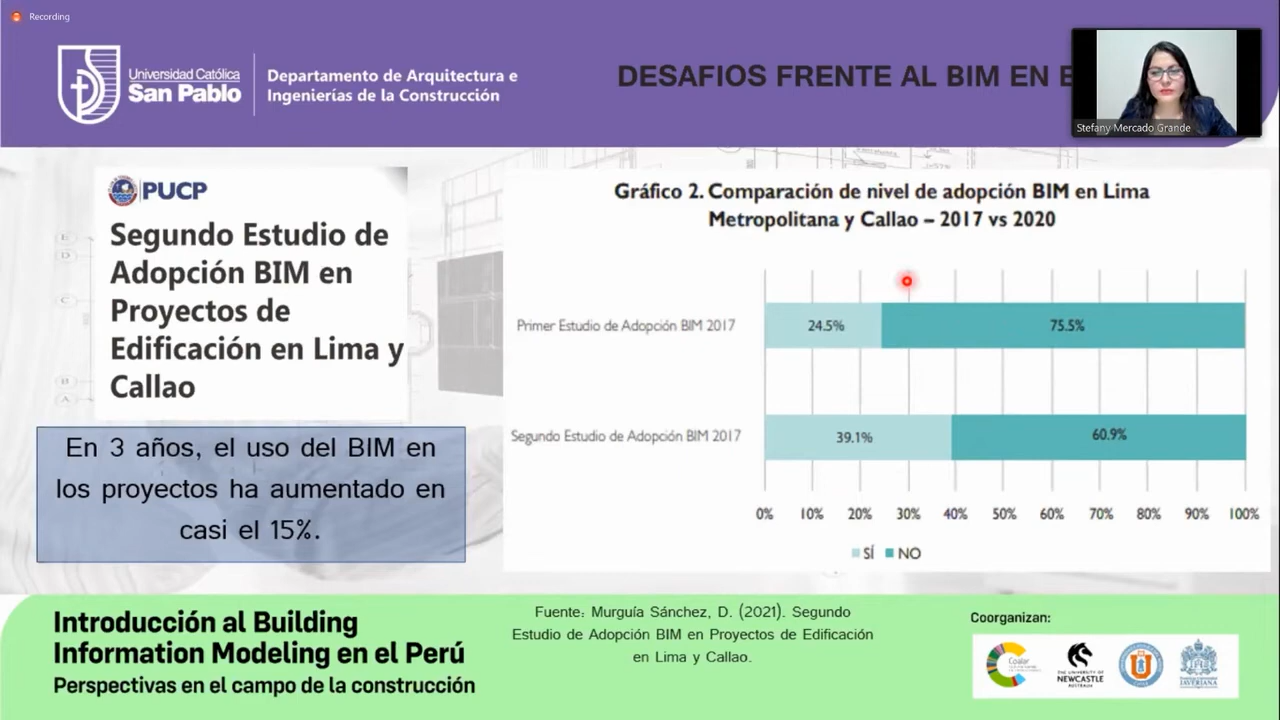 Recording
Universidad Católica
San Pablo
Departamento de Arquitectura e
Ingenierías de la Construcción
DESAFIOS FRENTE AL BIM EN E
Stefany Mercado Grande
PUCP
Segundo Estudio de
Adopción BIM en
Proyectos de
Edificación en Lima y
Callao
En 3 años, el uso del BIM en
los proyectos ha aumentado en
casi el 15%.
Gráfico 2. Comparación de nivel de adopción BIM en Lima
Metropolitana y Callao – 2017 vs 2020
Primer Estudio de Adopción BIM 2017
24.5%
75.5%
Segundo Estudio de Adopción BIM 2017
39.1%
60.9%
0% 10% 20% 30% 40% 50% 60% 70% 80% 90% 100%
SÍ NO
Introducción al Building
Information Modeling en el Perú
Perspectivas en el campo de la construcción
Fuente: Murguía Sánchez, D. (2021). Segundo
Estudio de Adopción BIM en Proyectos de Edificación
en Lima y Callao.
Coorganizan:
Coalar
THE UNIVERSITY OF
NEWCASTLE
AUSTRALIA
JAVERIANA